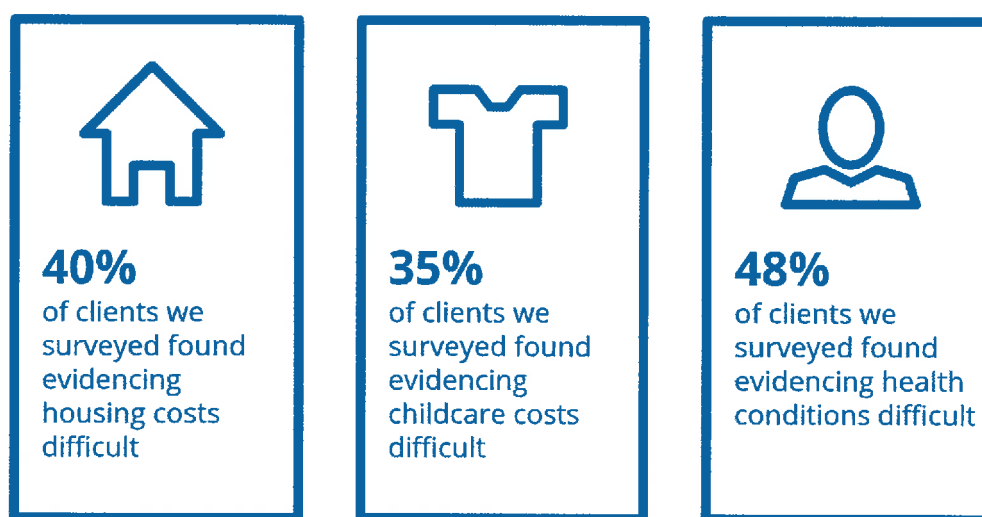 40%
of clients we
surveyed found
evidencing
housing costs
difficult
35%
of clients we
surveyed found
evidencing
childcare costs
difficult
48%
of clients we
surveyed found
evidencing health
conditions difficult